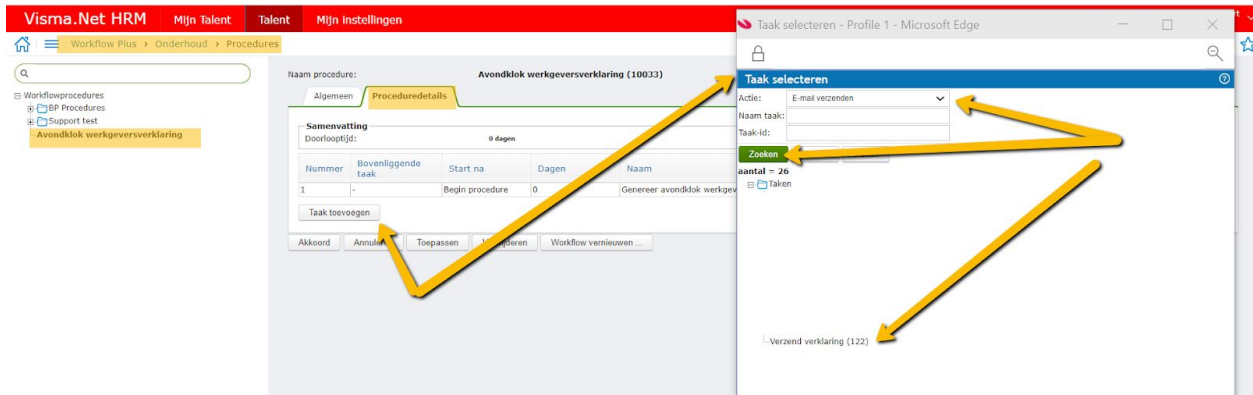 Visma.Net HRM Mijn Talent Talent Mijn instellingen
Workflow Plus > Onderhoud > Procedures
Workflowprocedures
BP Procedures
Support test
Avondklok werkgeversverklaring
Naam procedure: Avondklok werkgeversverklaring (10033)
Algemeen Proceduredetails
Samenvatting
Doorlooptijd: 0 dagen
Nummer Bovenliggende taak Start na Dagen Naam
1 - Begin procedure 0 Genereer avondklok werkgev
Taak toevoegen
Akkoord Toepassen Workflow vernieuwen ...
Taak selecteren - Profile 1 - Microsoft Edge
Taak selecteren
Actie: E-mail verzenden
Naam taak:
Taak-id:
Zoeken
aantal = 26
Taken
Verzend verklaring (122)